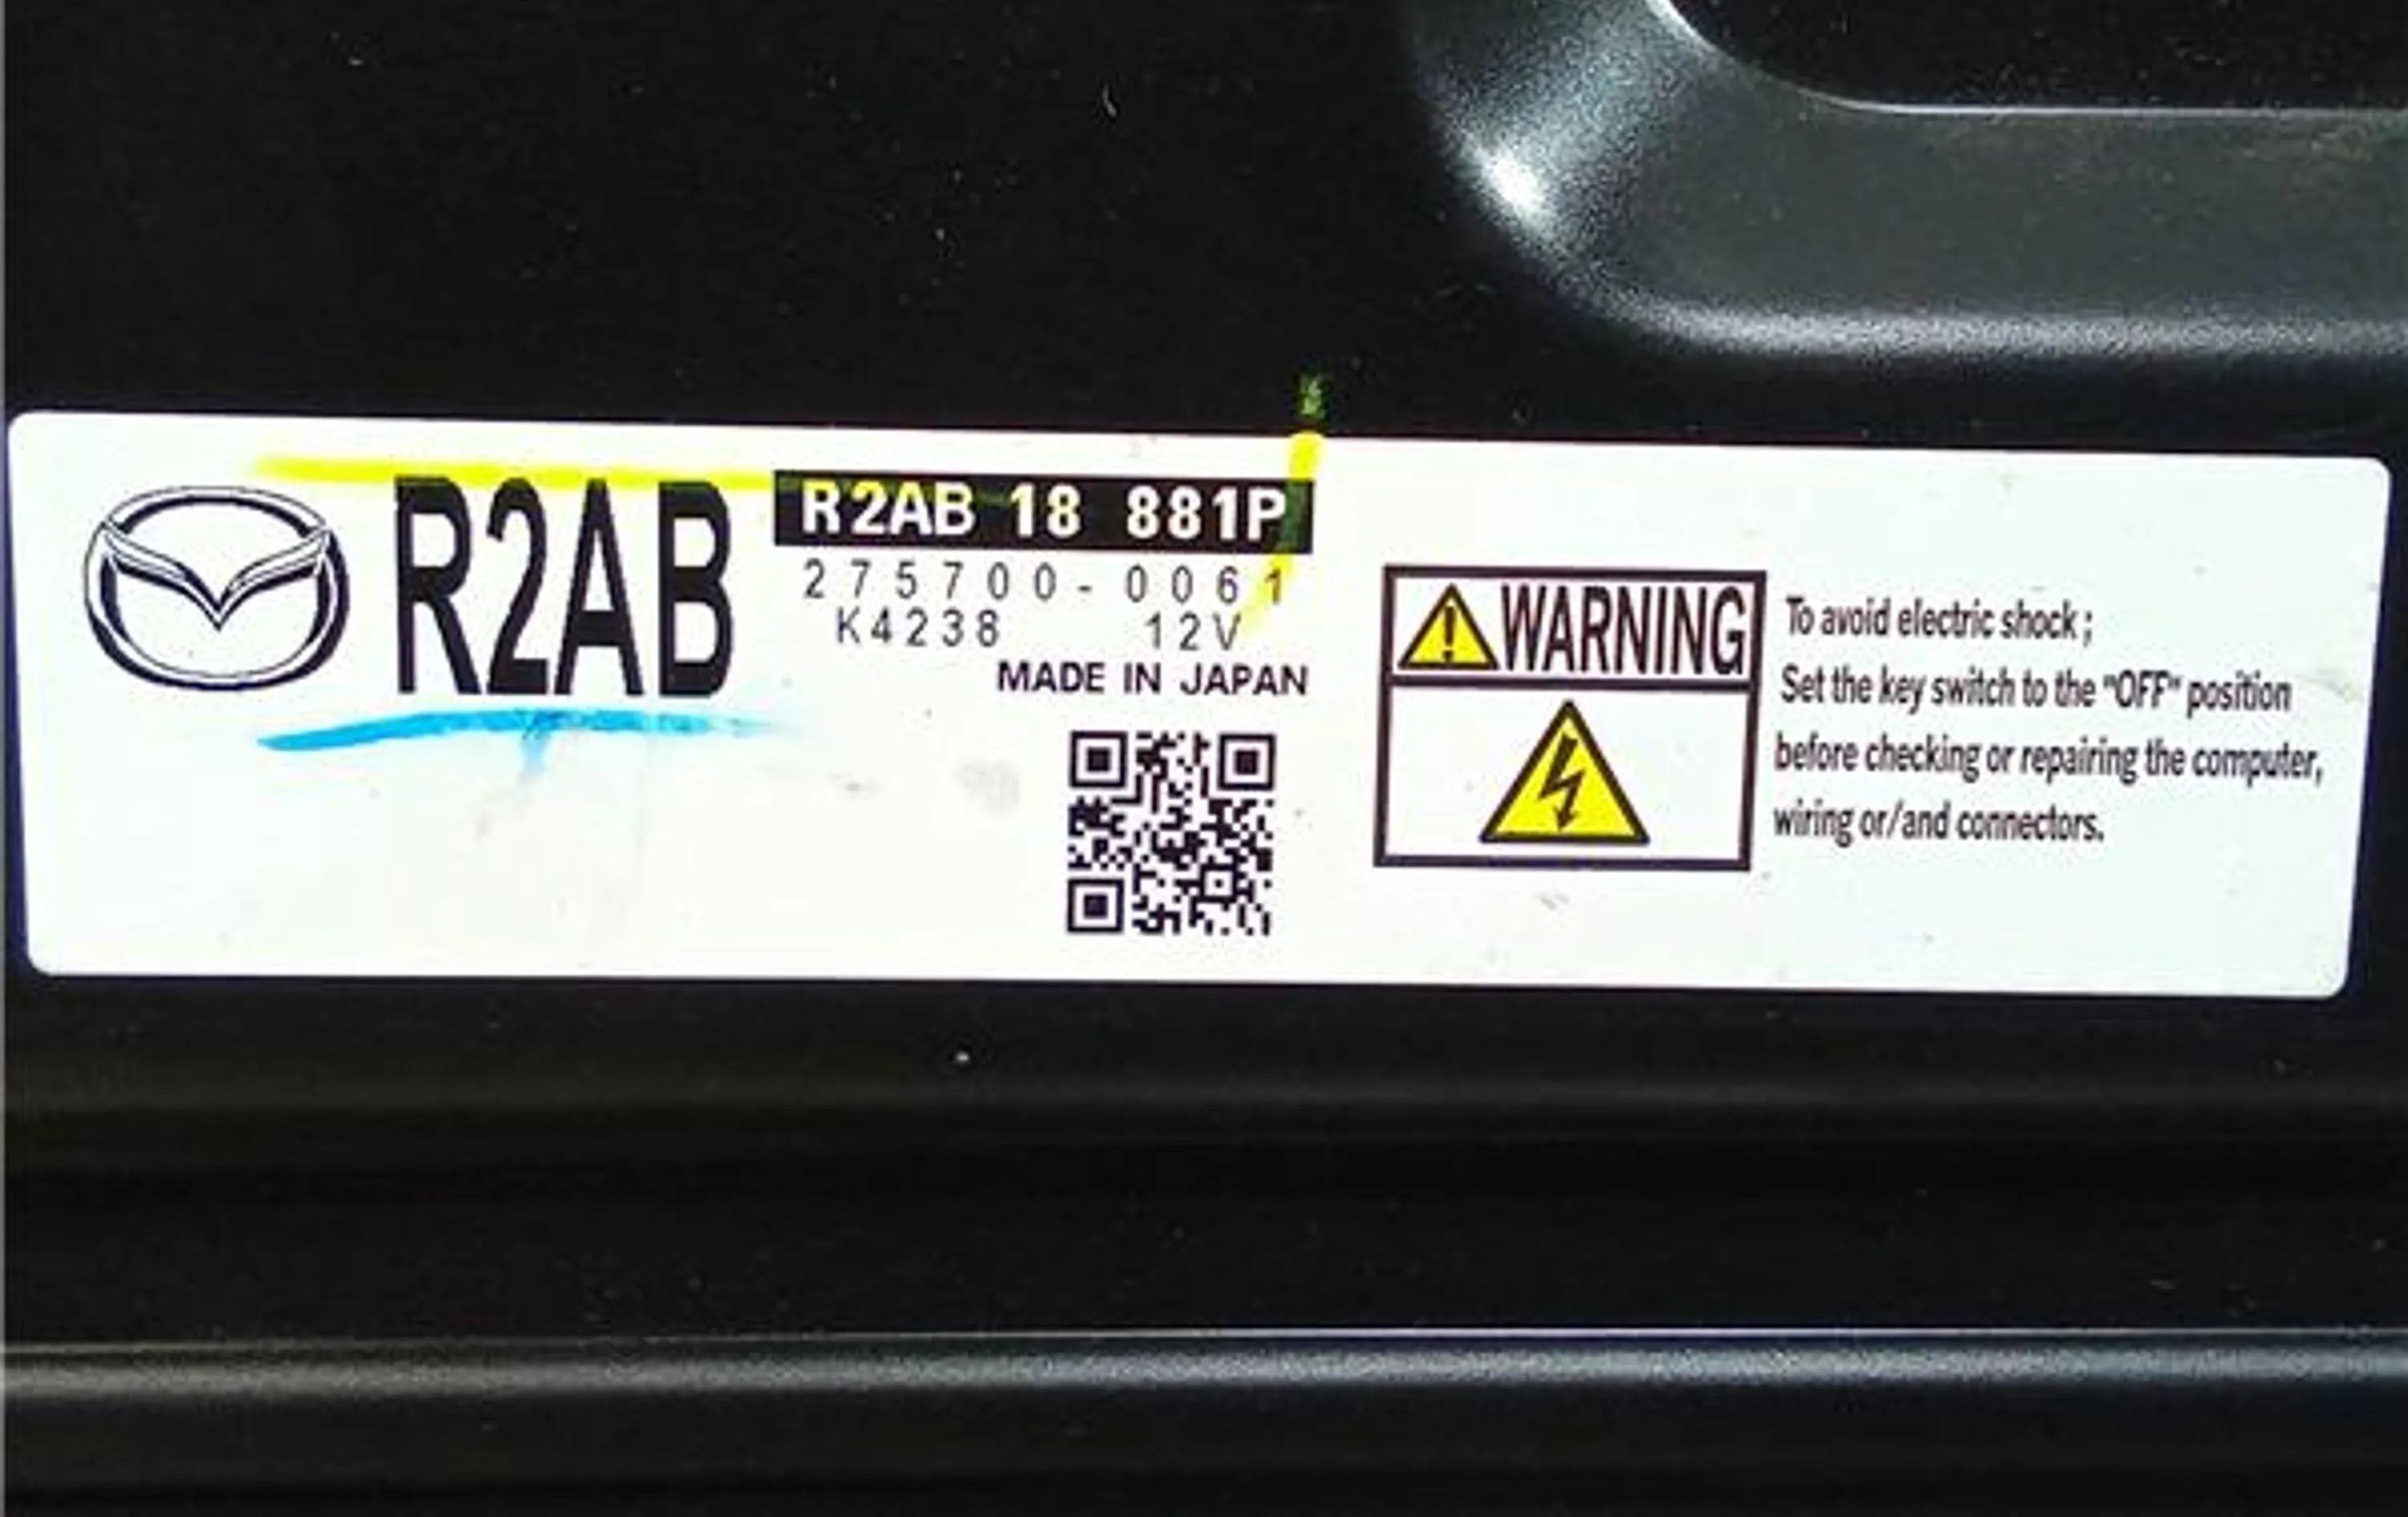 R2AB
R2AB 18 881P
275700-0061
K4238 12V
MADE IN JAPAN
WARNING
To avoid electric shock;
Set the key switch to the "OFF" position
before checking or repairing the computer,
wiring or/and connectors.